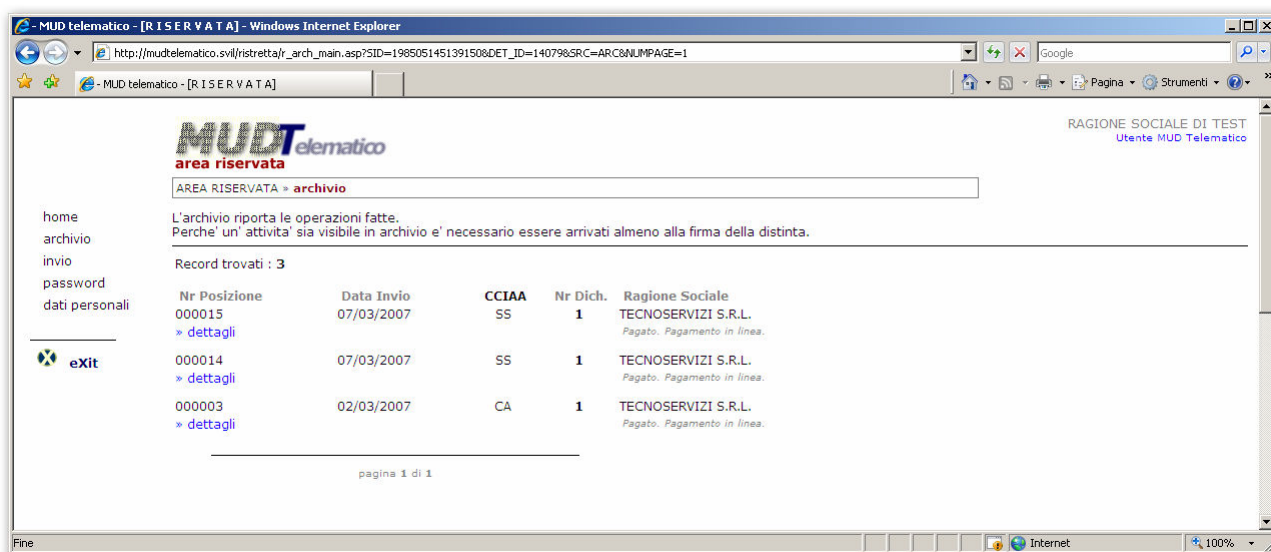 - MUD telematico - [R I S E R V A T A] - Windows Internet Explorer
http://mudtelematico.svil/ristretta/r_arch_main.asp?SID=198505145139150&DET_ID=14079&SRC=ARC&NUMPAGE=1
Google
- MUD telematico - [R I S E R V A T A]
Pagina
Strumenti
MUDTelematico
area riservata
RAGIONE SOCIALE DI TEST
Utente MUD Telematico
AREA RISERVATA » archivio
home
archivio
invio
password
dati personali
eXit
L'archivio riporta le operazioni fatte.
Perche' un' attivita' sia visibile in archivio e' necessario essere arrivati almeno alla firma della distinta.
Record trovati : 3
Nr Posizione Data Invio CCIAA Nr Dich. Ragione Sociale
000015 07/03/2007 SS 1 TECNOSERVIZI S.R.L.
» dettagli Pagato. Pagamento in linea.
000014 07/03/2007 SS 1 TECNOSERVIZI S.R.L.
» dettagli Pagato. Pagamento in linea.
000003 02/03/2007 CA 1 TECNOSERVIZI S.R.L.
» dettagli Pagato. Pagamento in linea.
pagina 1 di 1
Fine
Internet
100%